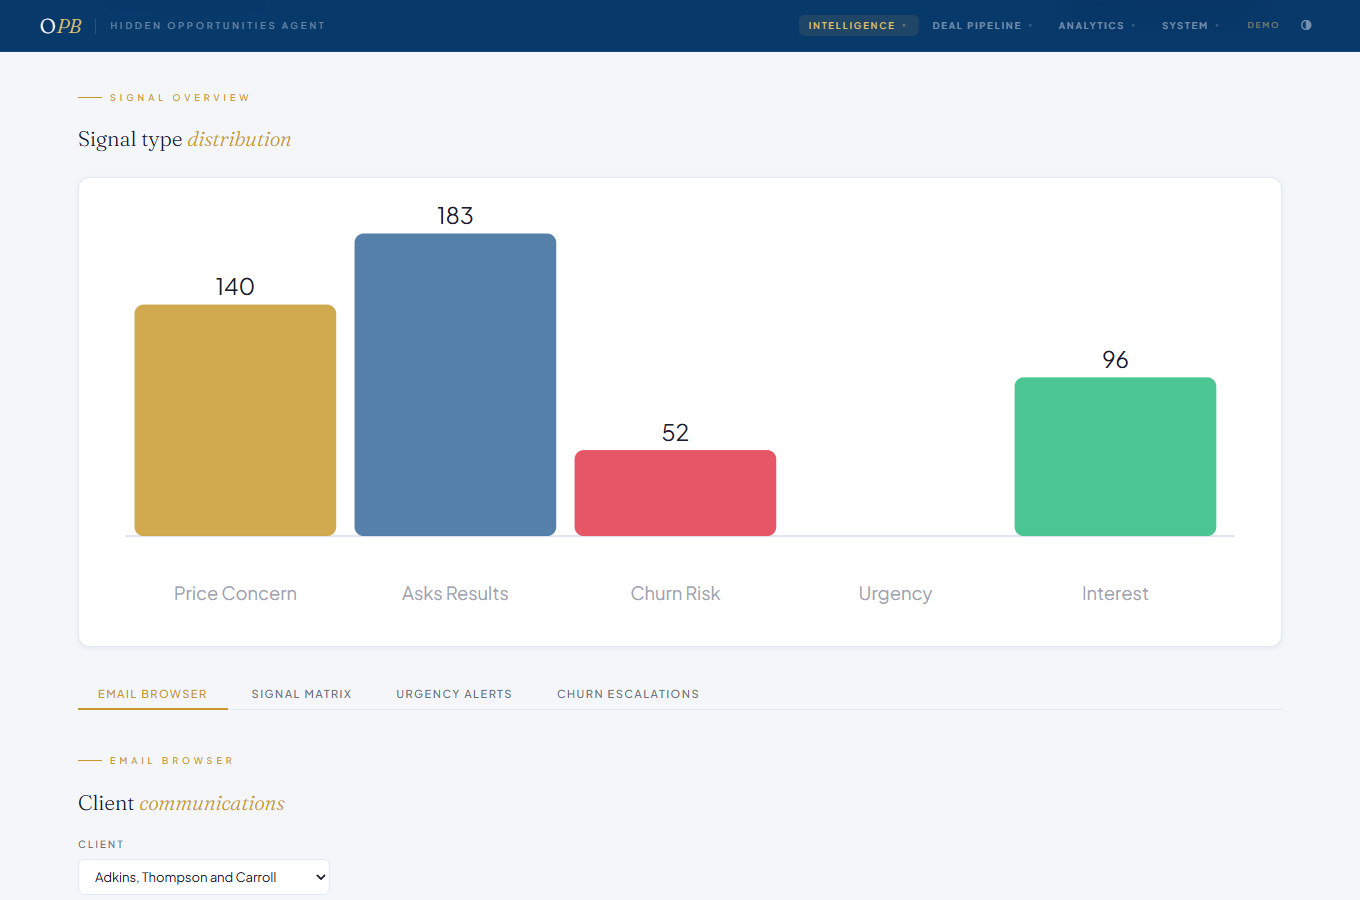 OPB HIDDEN OPPORTUNITIES AGENT INTELLIGENCE DEAL PIPELINE ANALYTICS SYSTEM DEMO
SIGNAL OVERVIEW
Signal type distribution
183
140
96
52
Price Concern Asks Results Churn Risk Urgency Interest
EMAIL BROWSER SIGNAL MATRIX URGENCY ALERTS CHURN ESCALATIONS
EMAIL BROWSER
Client communications
CLIENT
Adkins, Thompson and Carroll